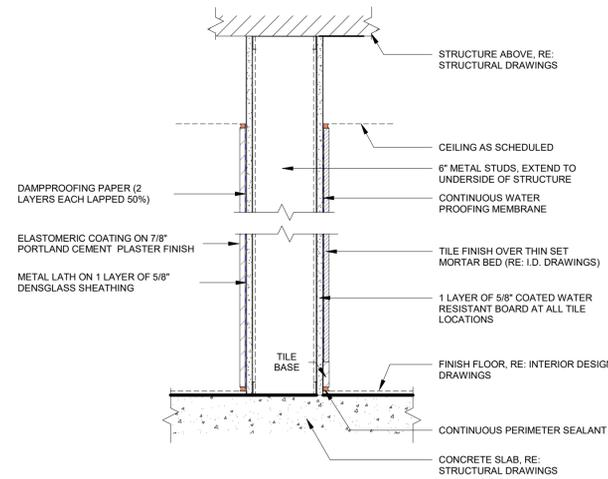 STRUCTURE ABOVE, RE:
STRUCTURAL DRAWINGS
CEILING AS SCHEDULED
6" METAL STUDS, EXTEND TO
UNDERSIDE OF STRUCTURE
DAMPPROOFING PAPER (2
LAYERS EACH LAPPED 50%)
CONTINUOUS WATER
PROOFING MEMBRANE
ELASTOMERIC COATING ON 7/8"
PORTLAND CEMENT PLASTER FINISH
TILE FINISH OVER THIN SET
MORTAR BED (RE: I.D. DRAWINGS)
METAL LATH ON 1 LAYER OF 5/8"
DENSGLASS SHEATHING
1 LAYER OF 5/8" COATED WATER
RESISTANT BOARD AT ALL TILE
LOCATIONS
TILE
BASE
FINISH FLOOR, RE: INTERIOR DESIGN
DRAWINGS
CONTINUOUS PERIMETER SEALANT
CONCRETE SLAB, RE:
STRUCTURAL DRAWINGS